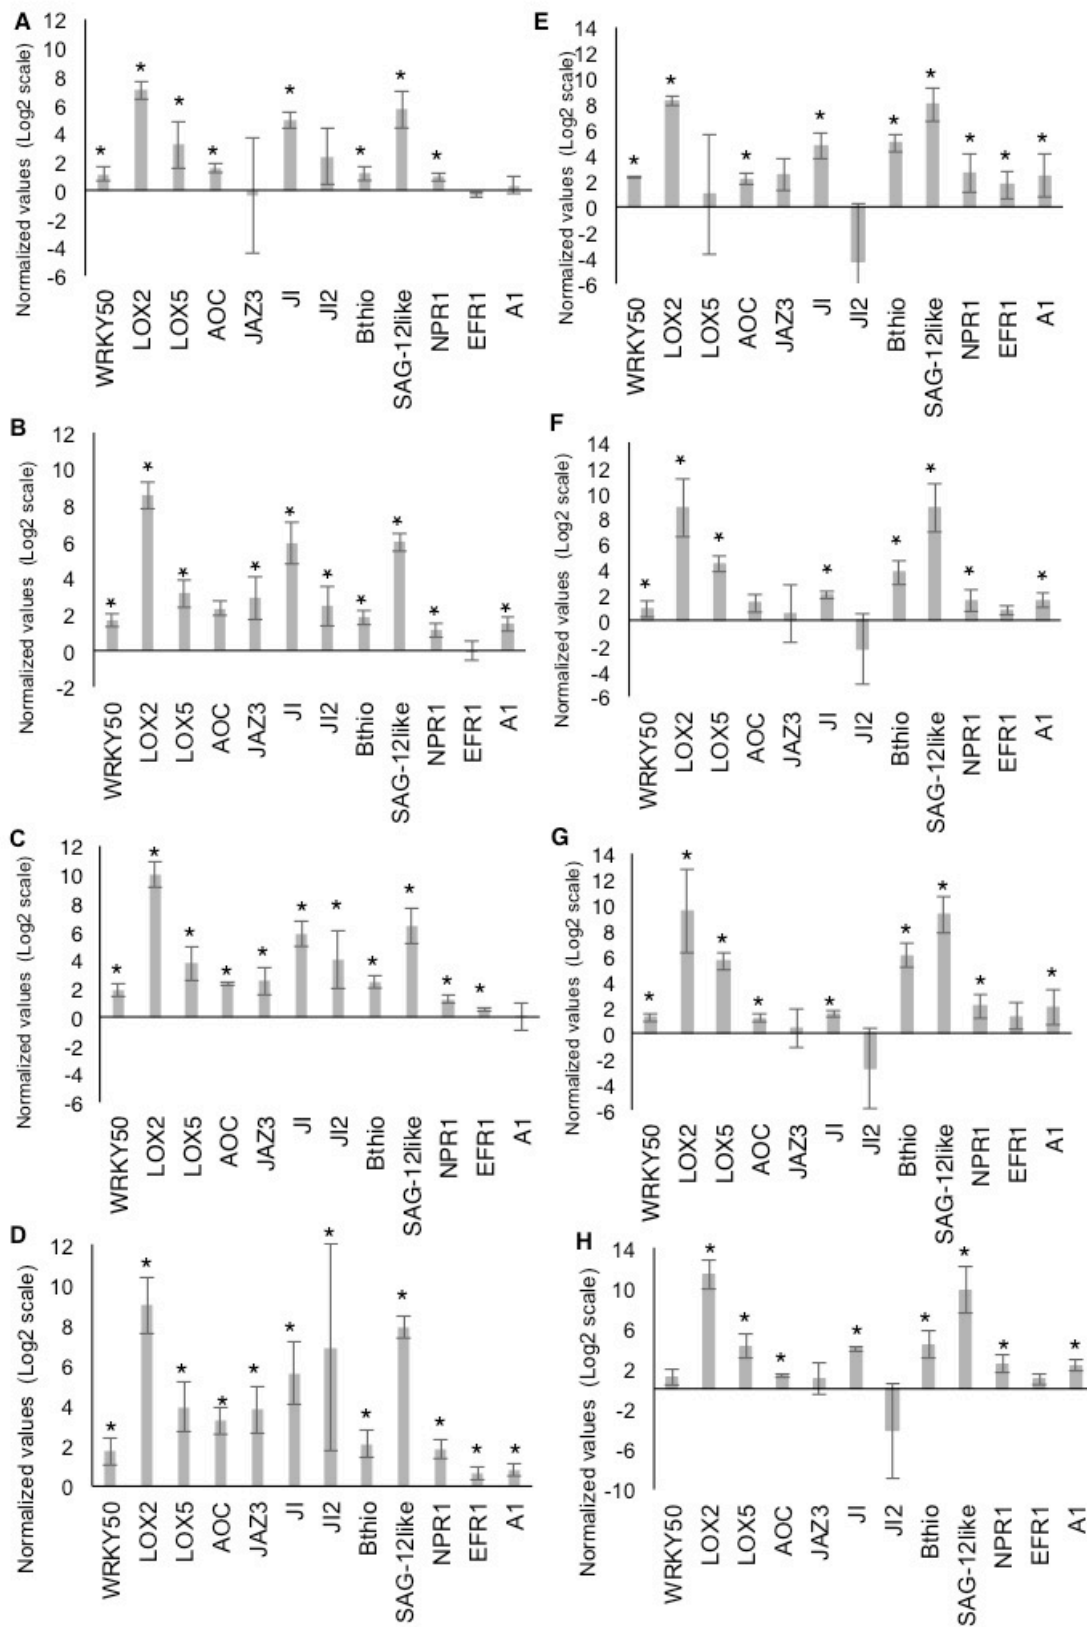 A
Normalized values (Log2 scale)
12
10
8
6
4
2
0
-2
-4
-6
* * * * * * * *
WRKY50 LOX2 LOX5 AOC JAZ3 JI JI2 Bthio SAG-12like NPR1 EFR1 A1
B
Normalized values (Log2 scale)
12
10
8
6
4
2
0
-2
* * * * * * * * * *
WRKY50 LOX2 LOX5 AOC JAZ3 JI JI2 Bthio SAG-12like NPR1 EFR1 A1
C
Normalized values (Log2 scale)
12
10
8
6
4
2
0
-2
-4
-6
* * * * * * * * * * *
WRKY50 LOX2 LOX5 AOC JAZ3 JI JI2 Bthio SAG-12like NPR1 EFR1 A1
D
Normalized values (Log2 scale)
12
10
8
6
4
2
0
* * * * * * * * * * * *
WRKY50 LOX2 LOX5 AOC JAZ3 JI JI2 Bthio SAG-12like NPR1 EFR1 A1
E
Normalized values (Log2 scale)
14
12
10
8
6
4
2
0
-2
-4
-6
* * * * * * * * *
WRKY50 LOX2 LOX5 AOC JAZ3 JI JI2 Bthio SAG-12like NPR1 EFR1 A1
F
Normalized values (Log2 scale)
14
12
10
8
6
4
2
0
-2
-4
-6
* * * * * * * *
WRKY50 LOX2 LOX5 AOC JAZ3 JI JI2 Bthio SAG-12like NPR1 EFR1 A1
G
Normalized values (Log2 scale)
14
12
10
8
6
4
2
0
-2
-4
-6
* * * * * * * * *
WRKY50 LOX2 LOX5 AOC JAZ3 JI JI2 Bthio SAG-12like NPR1 EFR1 A1
H
Normalized values (Log2 scale)
14
10
6
2
-2
-6
-10
* * * * * * * *
WRKY50 LOX2 LOX5 AOC JAZ3 JI JI2 Bthio SAG-12like NPR1 EFR1 A1